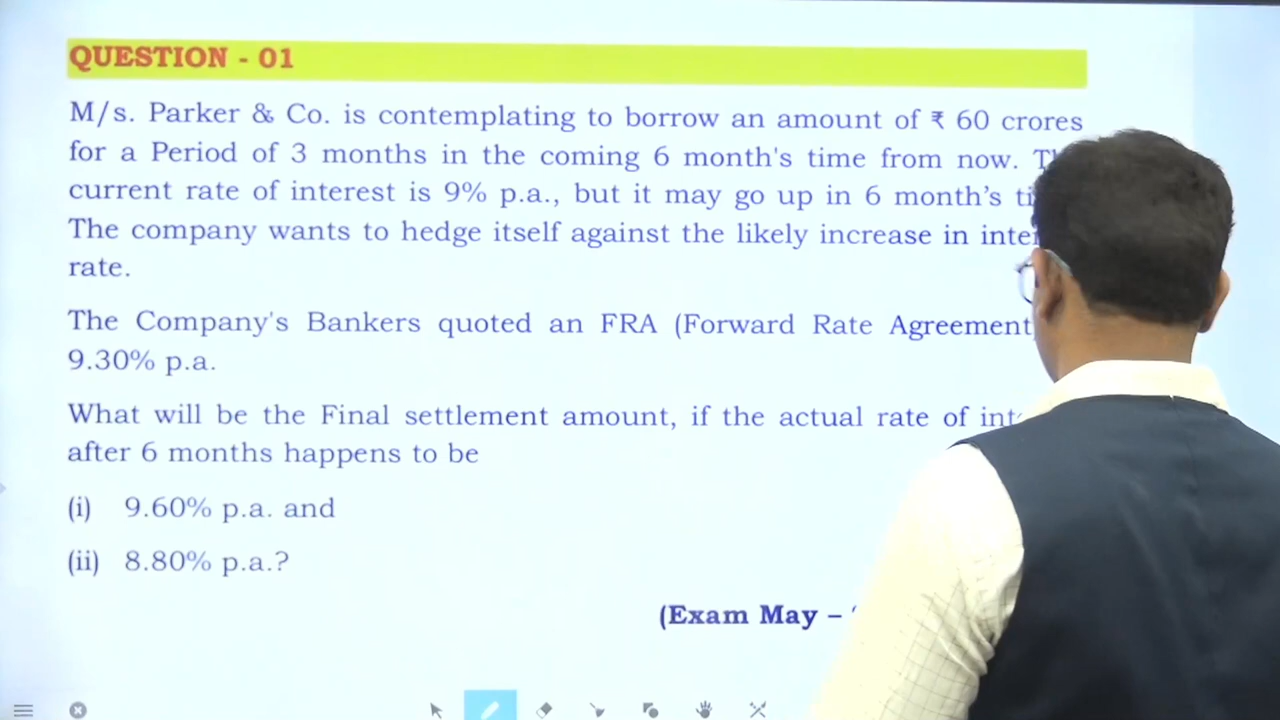 QUESTION - 01
M/s. Parker & Co. is contemplating to borrow an amount of ₹ 60 crores
for a Period of 3 months in the coming 6 month's time from now.
current rate of interest is 9% p.a., but it may go up in 6 month’s
The company wants to hedge itself against the likely increase in
rate.
The Company's Bankers quoted an FRA (Forward Rate Agreement
9.30% p.a.
What will be the Final settlement amount, if the actual rate of
after 6 months happens to be
(i) 9.60% p.a. and
(ii) 8.80% p.a.?
(Exam May –